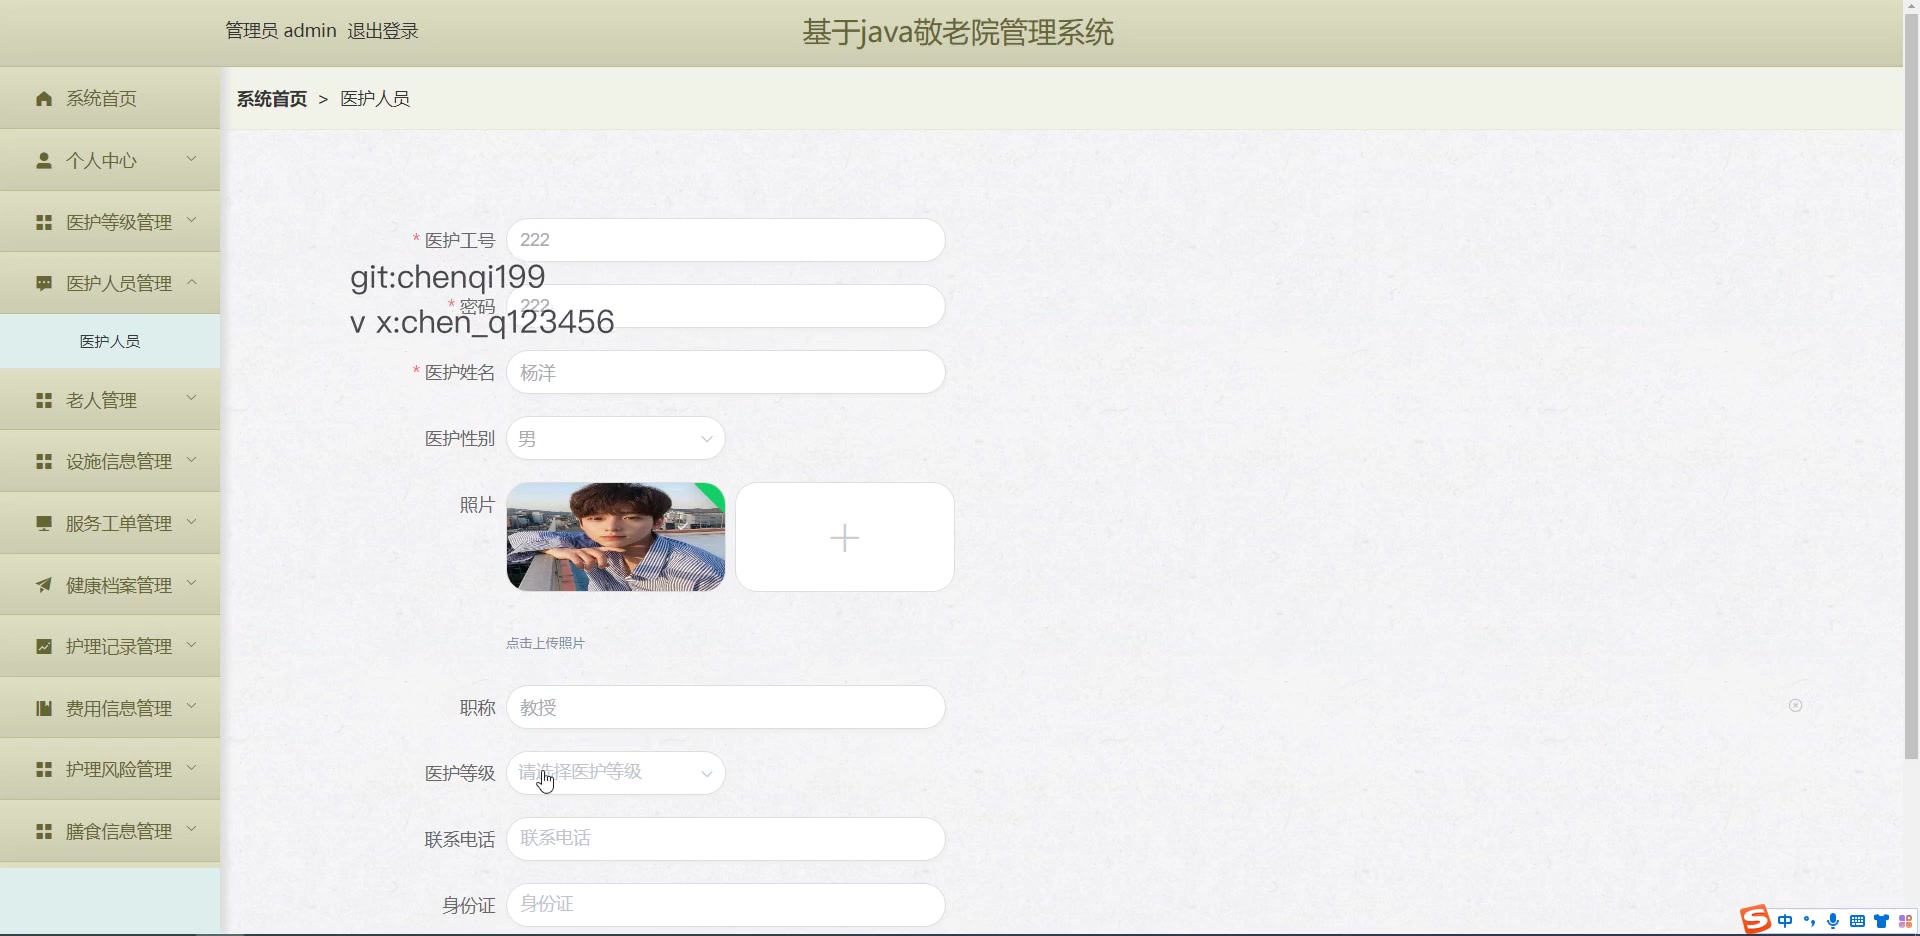 管理员 admin 退出登录
基于java敬老院管理系统
系统首页
个人中心
医护等级管理
医护人员管理
医护人员
老人管理
设施信息管理
服务工单管理
健康档案管理
护理记录管理
费用信息管理
护理风险管理
膳食信息管理
系统首页 > 医护人员
* 医护工号 222
git:chenqi199
* 密码 222
v x:chen_q123456
* 医护姓名 杨洋
医护性别 男
照片
点击上传照片
职称 教授
医护等级 请选择医护等级
联系电话 联系电话
身份证 身份证
中